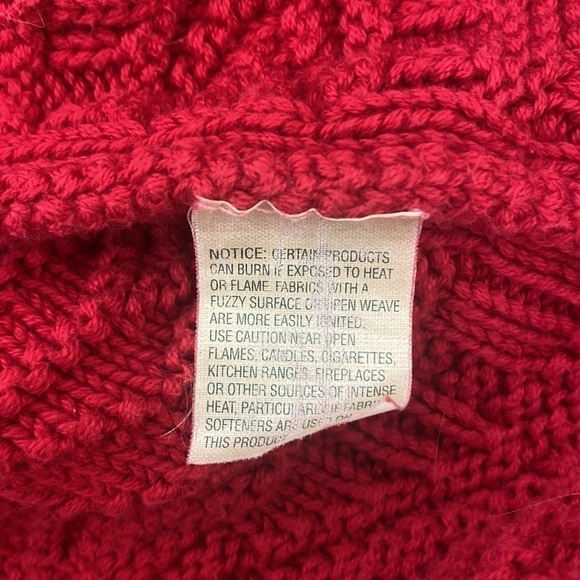 NOTICE: CERTAIN PRODUCTS
CAN BURN IF EXPOSED TO HEAT
OR FLAME. FABRICS WITH A
FUZZY SURFACE OR OPEN WEAVE
ARE MORE EASILY IGNITED.
USE CAUTION NEAR OPEN
FLAMES, CANDLES, CIGARETTES,
KITCHEN RANGES, FIREPLACES
OR OTHER SOURCES OF INTENSE
HEAT, PARTICULARLY IF FABRIC
SOFTENERS ARE USED ON
THIS PRODUC